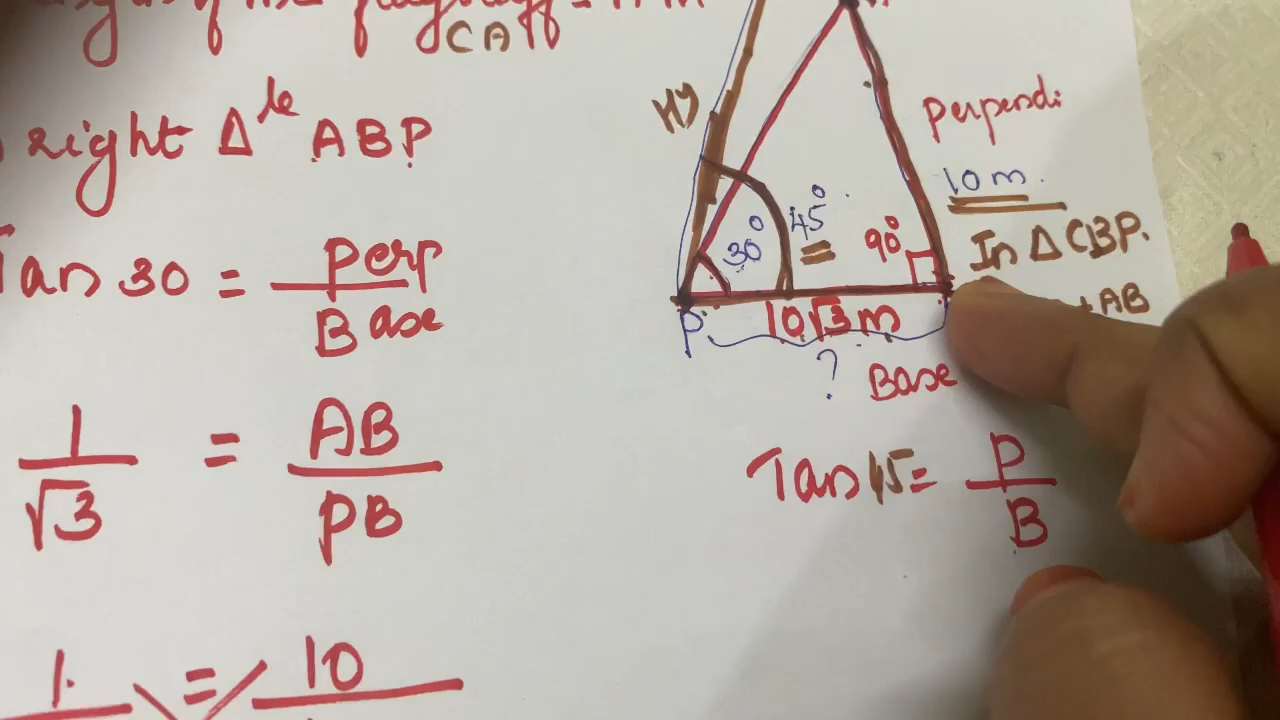 CA
right Δle ABP
Tan 30 = perp
Base
1 = AB
√3 PB
1. = 10
Hy
Perpendi
10 m.
30° 45° 90°
In Δ CBP.
+AB
P
10√3 m
? Base
Tan 45 = P
B